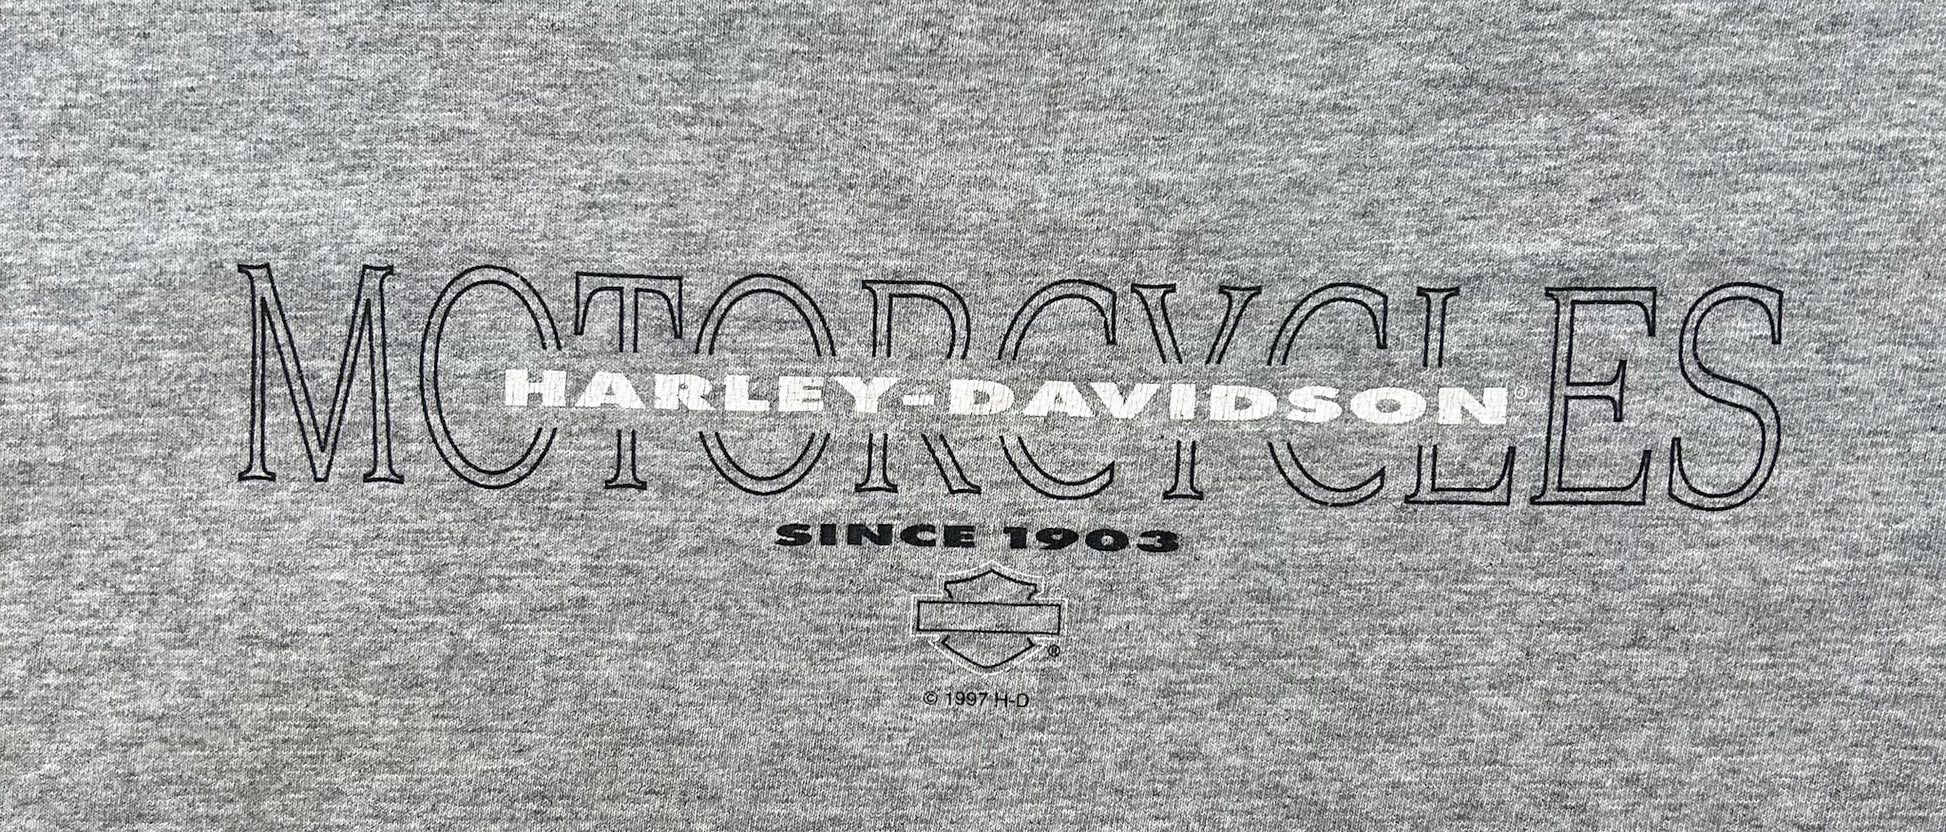 MOTORCYCLES
HARLEY-DAVIDSON®
SINCE 1903
®
© 1997 H-D